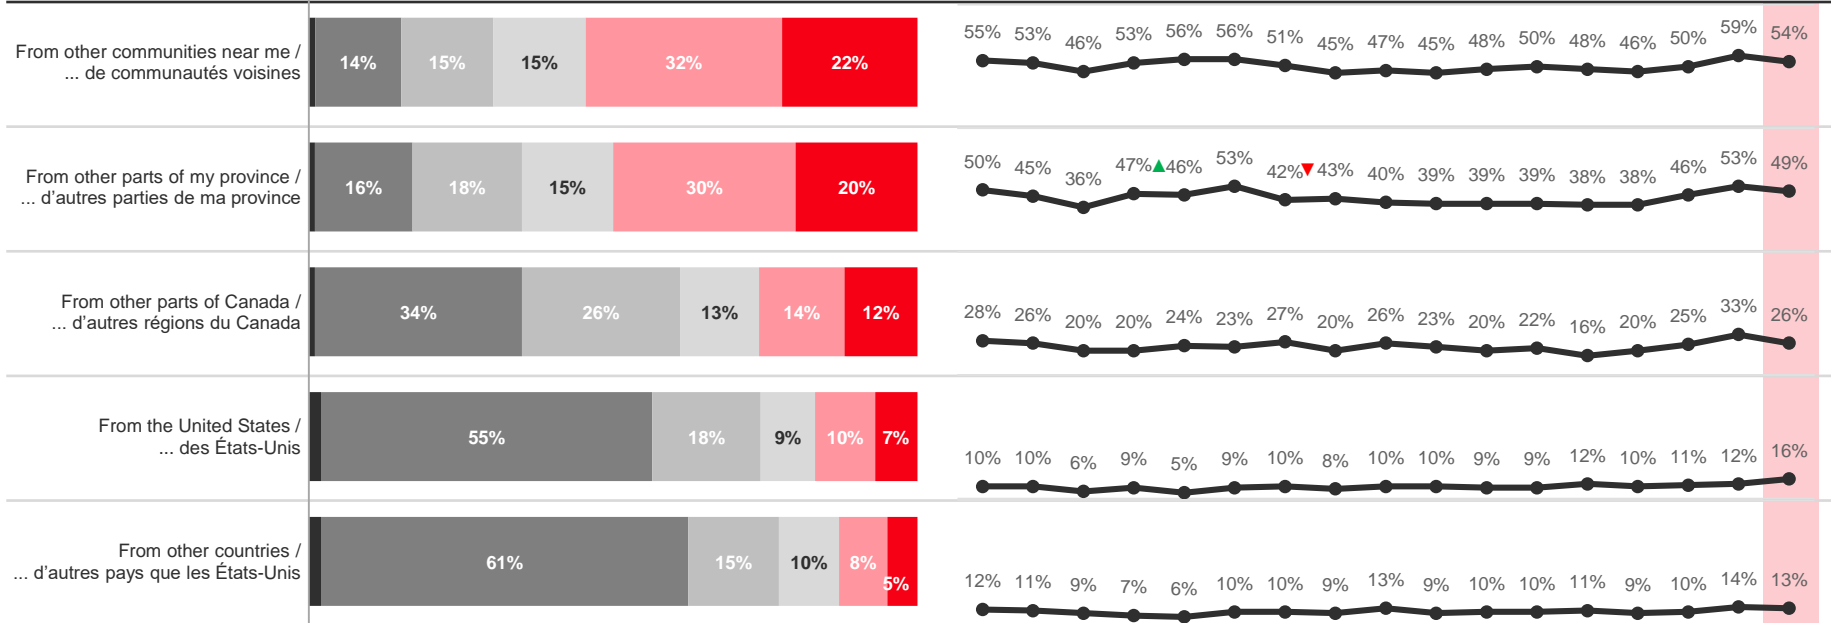 From other communities near me /
... de communautés voisines
14% 15% 15% 32% 22%
55% 53% 46% 53% 56% 56% 51% 45% 47% 45% 48% 50% 48% 46% 50% 59% 54%
From other parts of my province /
... d'autres parties de ma province
16% 18% 15% 30% 20%
50% 45% 36% 47% 46% 53% 42% 43% 40% 39% 39% 39% 38% 38% 46% 53% 49%
From other parts of Canada /
... d'autres régions du Canada
34% 26% 13% 14% 12%
28% 26% 20% 20% 24% 23% 27% 20% 26% 23% 20% 22% 16% 20% 25% 33% 26%
From the United States /
... des États-Unis
55% 18% 9% 10% 7%
10% 10% 6% 9% 5% 9% 10% 8% 10% 10% 9% 9% 12% 10% 11% 12% 16%
From other countries /
... d'autres pays que les États-Unis
61% 15% 10% 8% 5%
12% 11% 9% 7% 6% 10% 10% 9% 13% 9% 10% 10% 11% 9% 10% 14% 13%